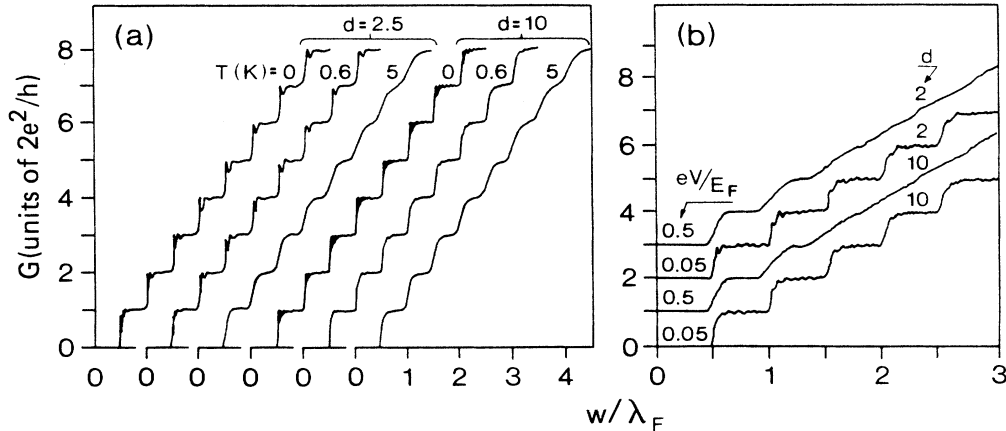 (a)
d=2.5
d=10
T(K)= 0 0.6 5 0 0.6 5
G(units of 2e²/h)
8
6
4
2
0
0 0 0 0 0 0 1 2 3 4
(b)
d
2
2
10
10
eV/E_F
0.5
0.05
0.5
0.05
8
6
4
2
0
0 1 2 3
w/λ_F